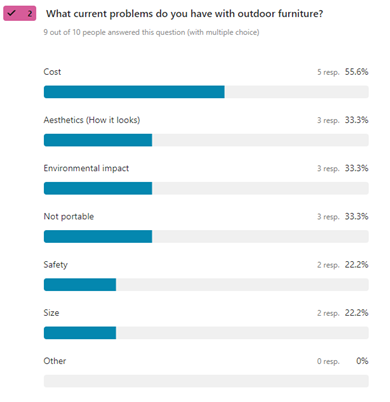 2 What current problems do you have with outdoor furniture?
9 out of 10 people answered this question (with multiple choice)
Cost 5 resp. 55.6%
Aesthetics (How it looks) 3 resp. 33.3%
Environmental impact 3 resp. 33.3%
Not portable 3 resp. 33.3%
Safety 2 resp. 22.2%
Size 2 resp. 22.2%
Other 0 resp. 0%